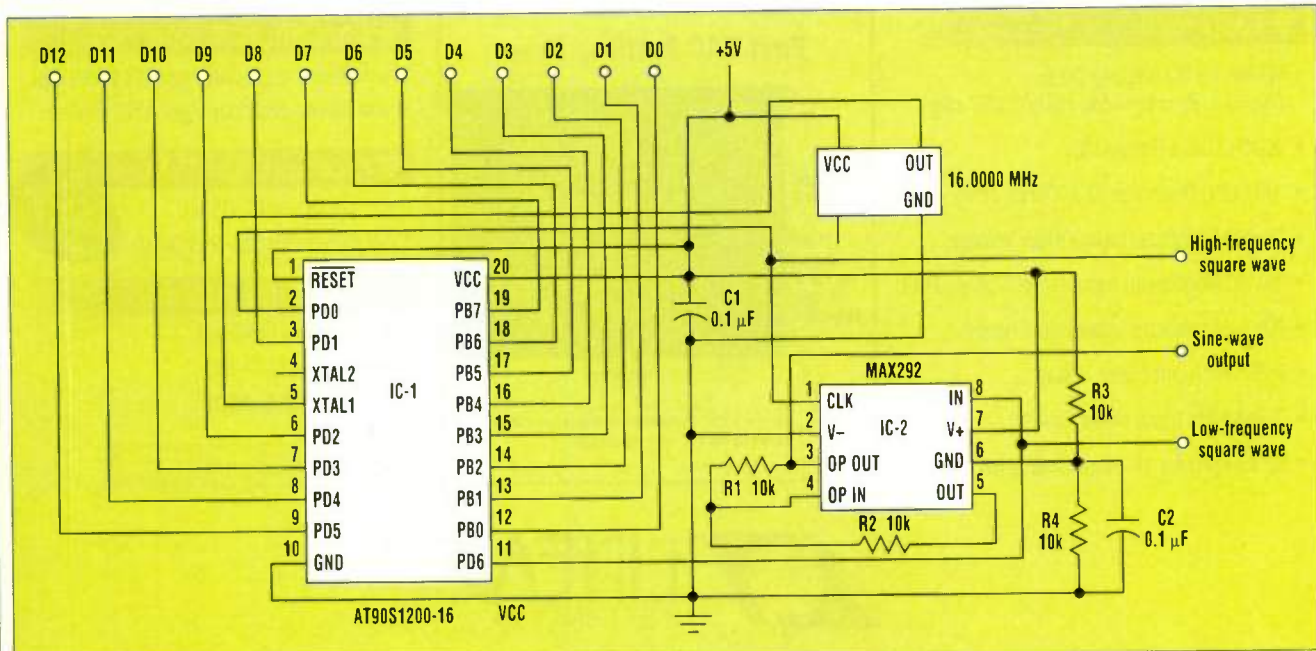 D12 D11 D10 D9 D8 D7 D6 D5 D4 D3 D2 D1 D0 +5V
VCC OUT
GND
16.0000 MHz
High-frequency
square wave
Sine-wave
output
Low-frequency
square wave
1 RESET VCC 20
2 PD0 PB7 19
3 PD1 PB6 18
4 XTAL2 PB5 17
5 XTAL1 PB4 16
6 PD2 PB3 15
7 PD3 PB2 14
8 PD4 PB1 13
9 PD5 PB0 12
10 GND PD6 11
IC-1
AT90S1200-16 VCC
C1
0.1 µF
MAX292
1 CLK IN 8
2 V– V+ 7
3 OP OUT GND 6
4 OP IN OUT 5
IC-2
R1 10k
R2 10k
R3
10k
R4
10k
C2
0.1 µF